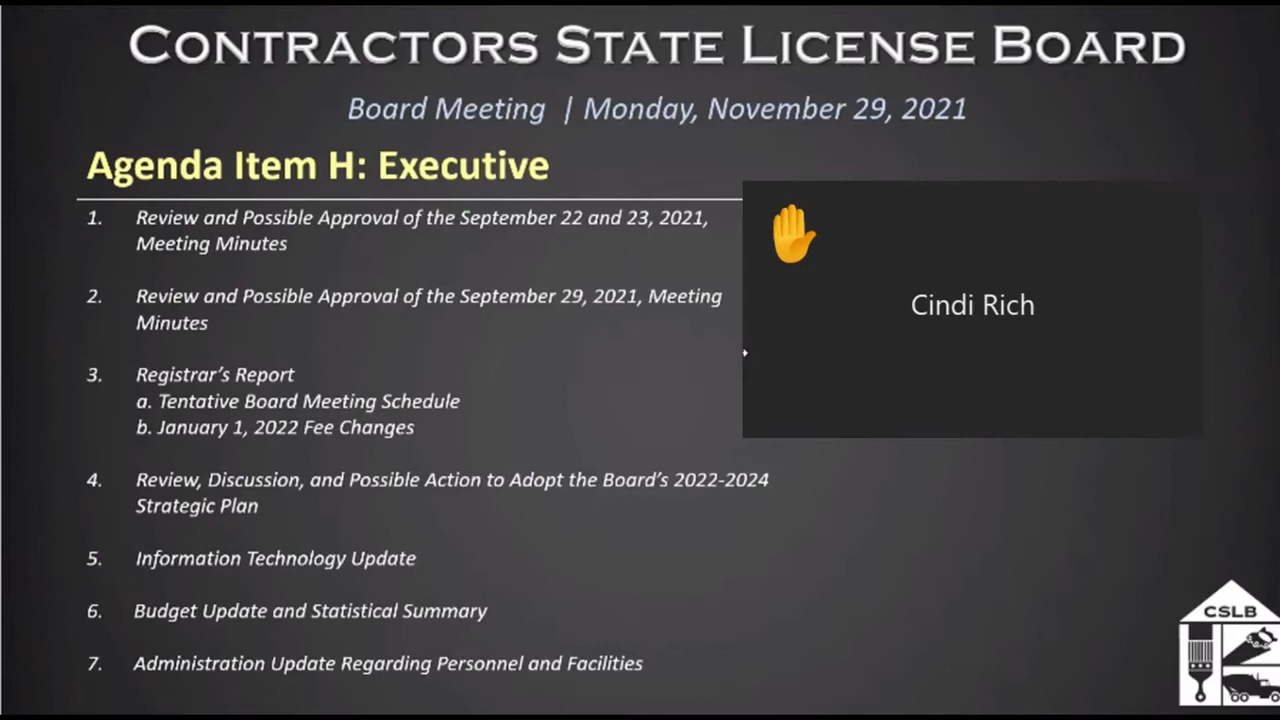 CONTRACTORS STATE LICENSE BOARD
Board Meeting | Monday, November 29, 2021
Agenda Item H: Executive
1. Review and Possible Approval of the September 22 and 23, 2021,
Meeting Minutes
2. Review and Possible Approval of the September 29, 2021, Meeting
Minutes
3. Registrar's Report
a. Tentative Board Meeting Schedule
b. January 1, 2022 Fee Changes
4. Review, Discussion, and Possible Action to Adopt the Board's 2022-2024
Strategic Plan
5. Information Technology Update
6. Budget Update and Statistical Summary
7. Administration Update Regarding Personnel and Facilities
Cindi Rich
CSLB